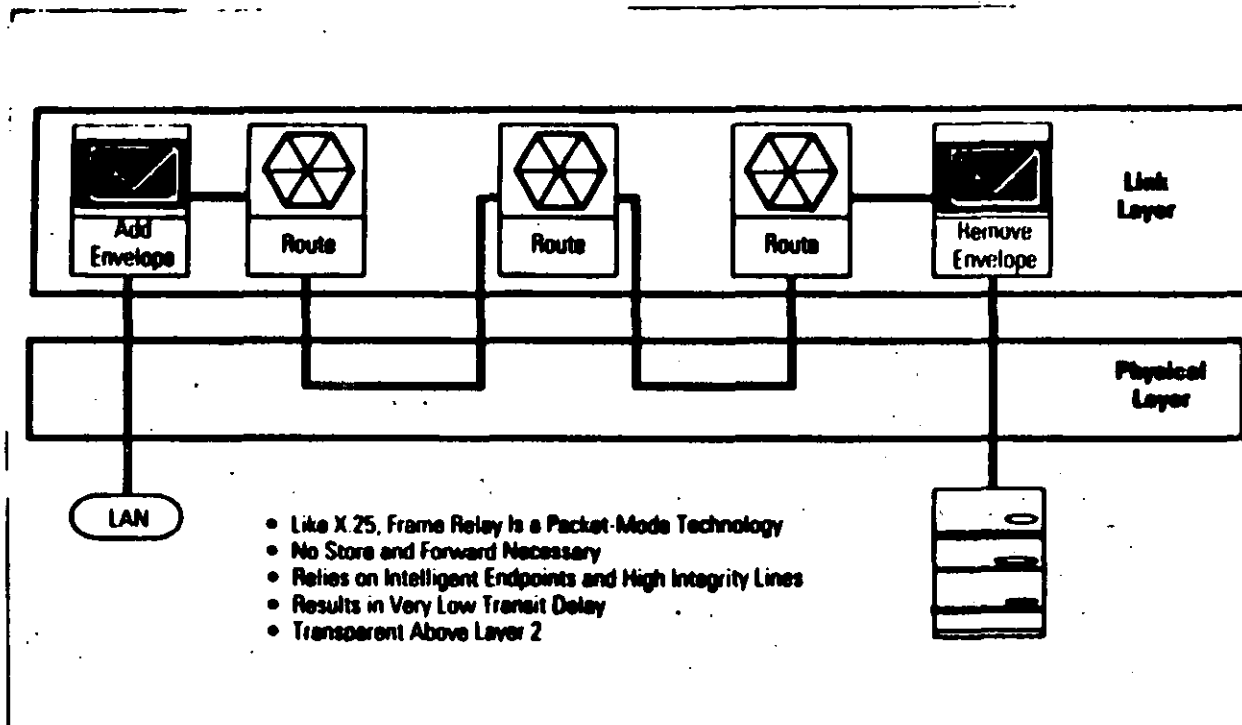 Add
Envelope
Route
Route
Route
Remove
Envelope
Link
Layer
Physical
Layer
LAN
• Like X.25, Frame Relay Is a Packet-Mode Technology
• No Store and Forward Necessary
• Relies on Intelligent Endpoints and High Integrity Lines
• Results in Very Low Transit Delay
• Transparent Above Layer 2